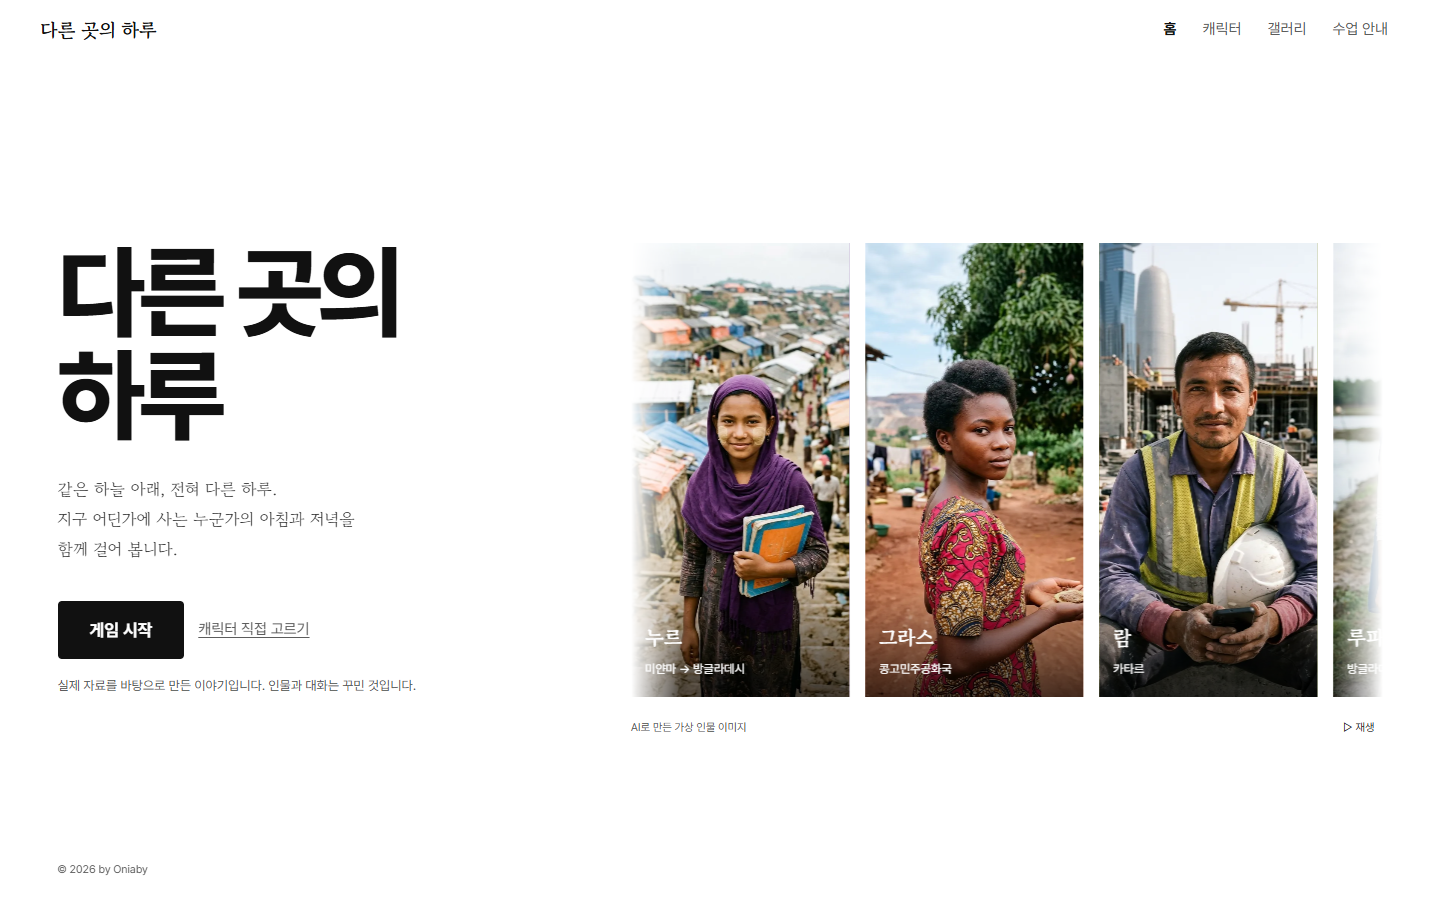 다른 곳의 하루
홈 캐릭터 갤러리 수업 안내
다른 곳의
하루
같은 하늘 아래, 전혀 다른 하루.
지구 어딘가에 사는 누군가의 아침과 저녁을
함께 걸어 봅니다.
게임 시작 캐릭터 직접 고르기
실제 자료를 바탕으로 만든 이야기입니다. 인물과 대화는 꾸민 것입니다.
누르
미얀마 → 방글라데시
그라스
콩고민주공화국
람
카타르
AI로 만든 가상 인물 이미지
▷ 재생
© 2026 by Oniaby